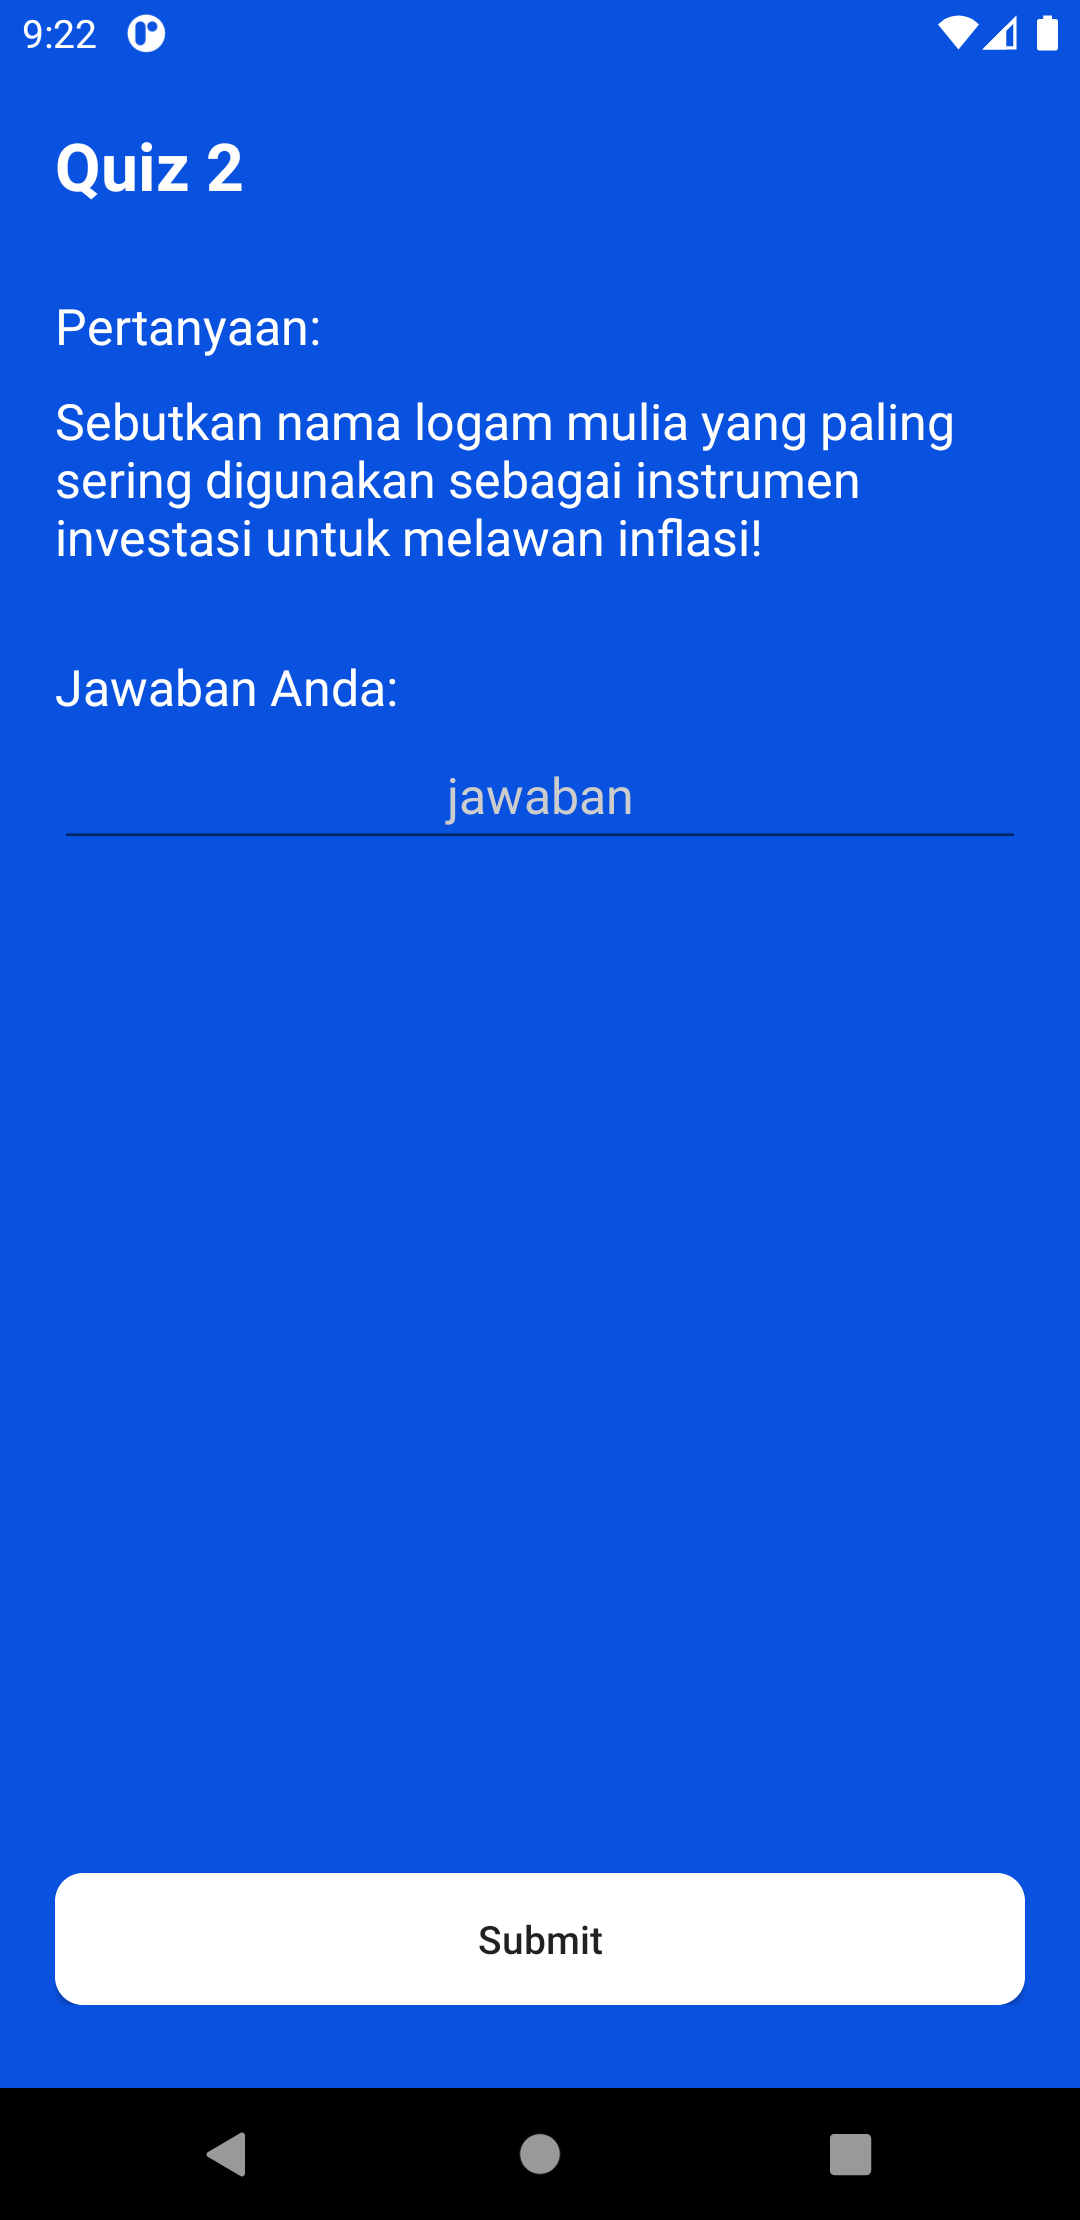 9:22
Quiz 2
Pertanyaan:
Sebutkan nama logam mulia yang paling
sering digunakan sebagai instrumen
investasi untuk melawan inflasi!
Jawaban Anda:
jawaban
Submit